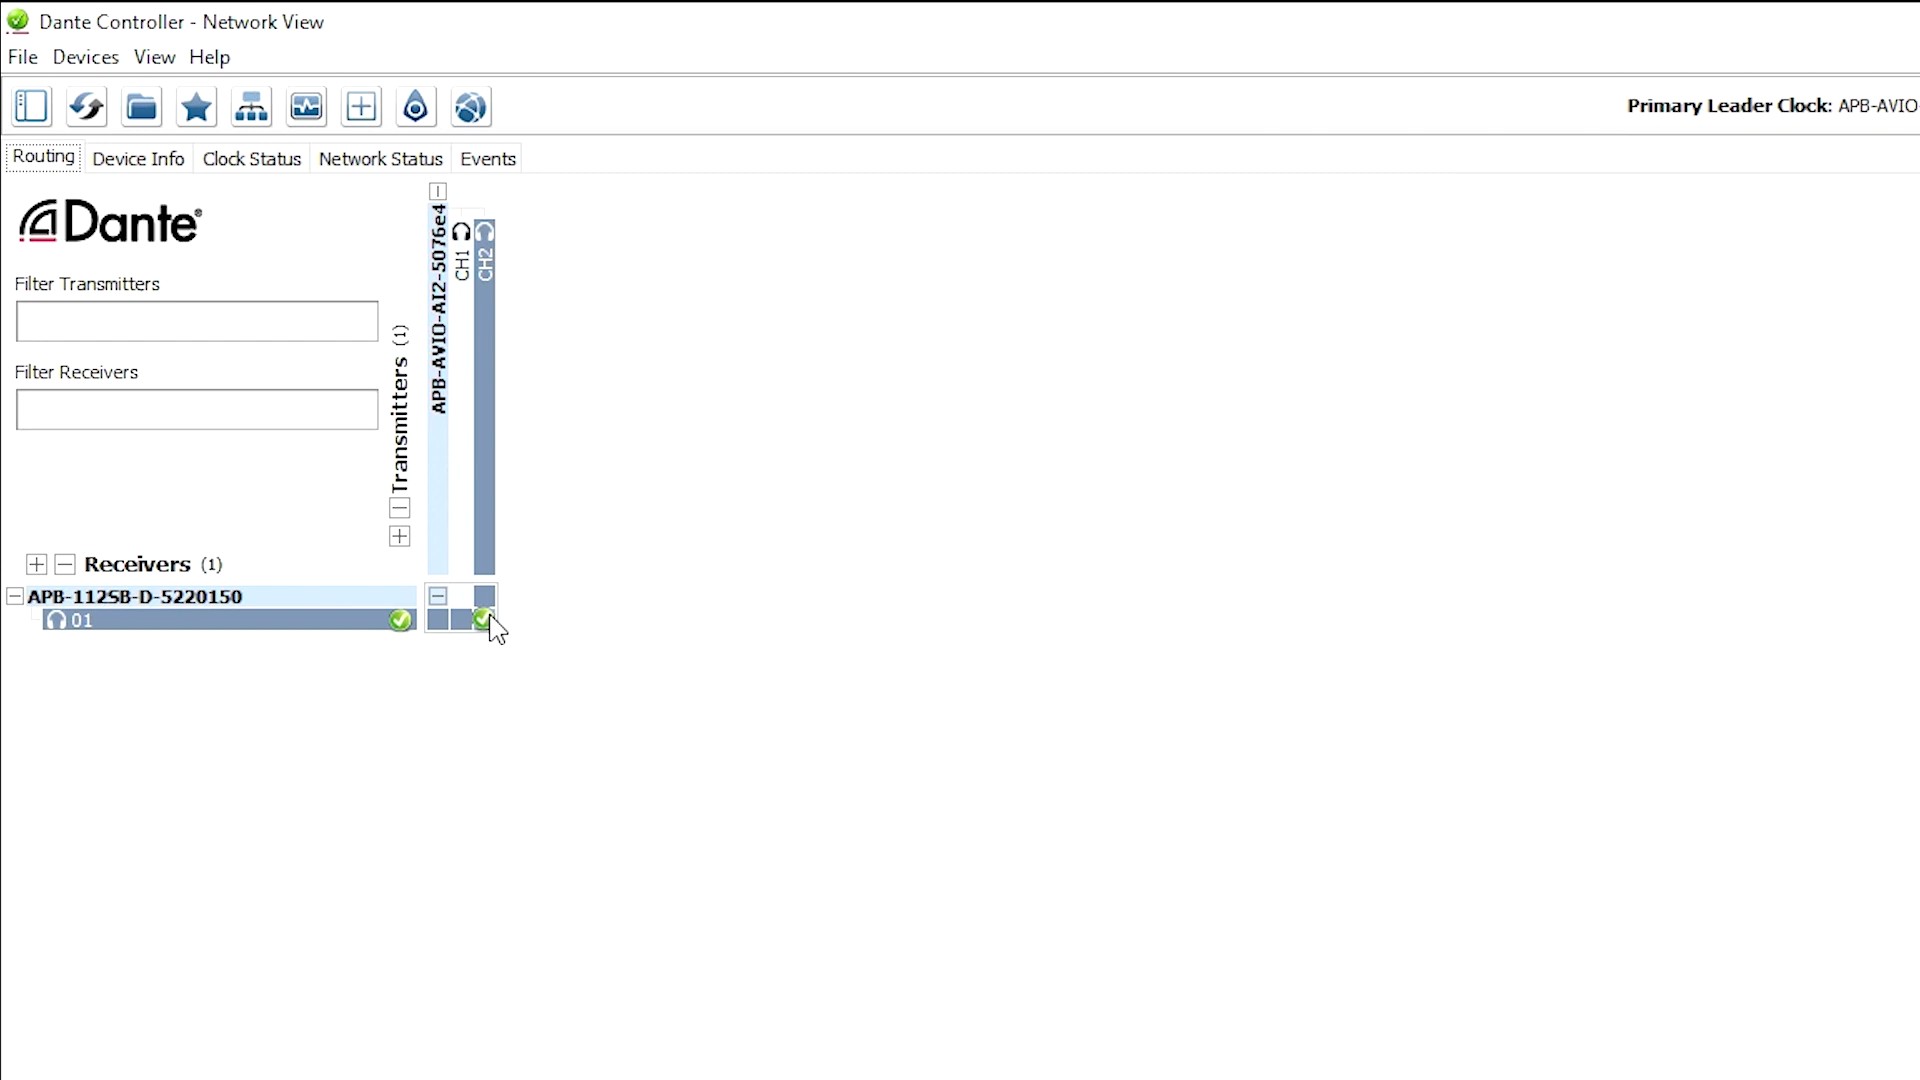 Dante Controller - Network View
File Devices View Help
Primary Leader Clock: APB-AVIO
Routing Device Info Clock Status Network Status Events
Dante®
Filter Transmitters
Filter Receivers
Transmitters (1)
APB-AVIO-AI2-5076e4
CH1
CH2
Receivers (1)
APB-112SB-D-5220150
01